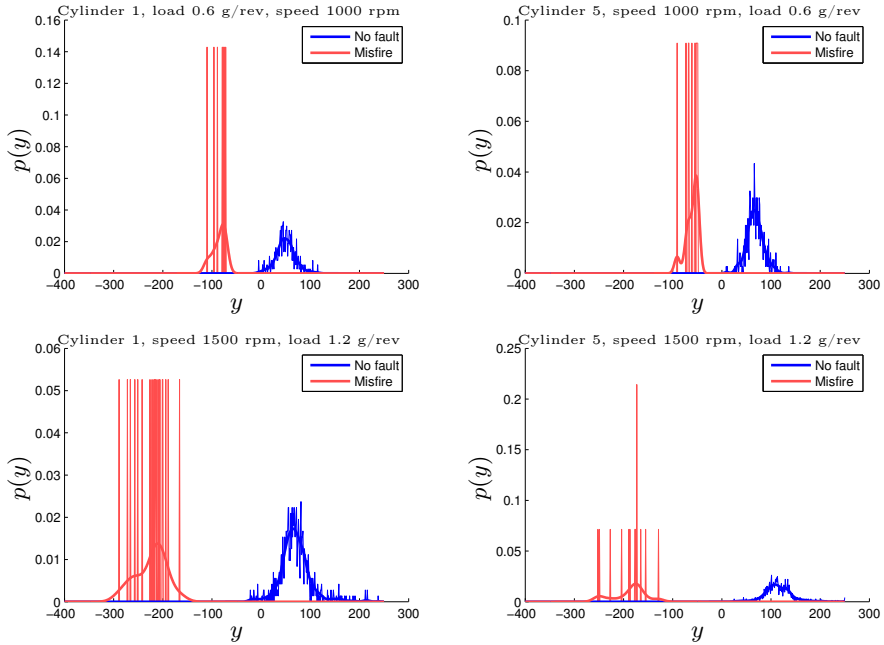 Cylinder 1, load 0.6 g/rev, speed 1000 rpm
0.16
0.14
0.12
0.1
0.08
0.06
0.04
0.02
0
p(y)
No fault
Misfire
−400 −300 −200 −100 0 100 200 300
y
Cylinder 5, speed 1000 rpm, load 0.6 g/rev
0.1
0.08
0.06
0.04
0.02
0
p(y)
No fault
Misfire
−400 −300 −200 −100 0 100 200 300
y
Cylinder 1, speed 1500 rpm, load 1.2 g/rev
0.06
0.05
0.04
0.03
0.02
0.01
0
p(y)
No fault
Misfire
−400 −300 −200 −100 0 100 200 300
y
Cylinder 5, speed 1500 rpm, load 1.2 g/rev
0.25
0.2
0.15
0.1
0.05
0
p(y)
No fault
Misfire
−400 −300 −200 −100 0 100 200 300
y